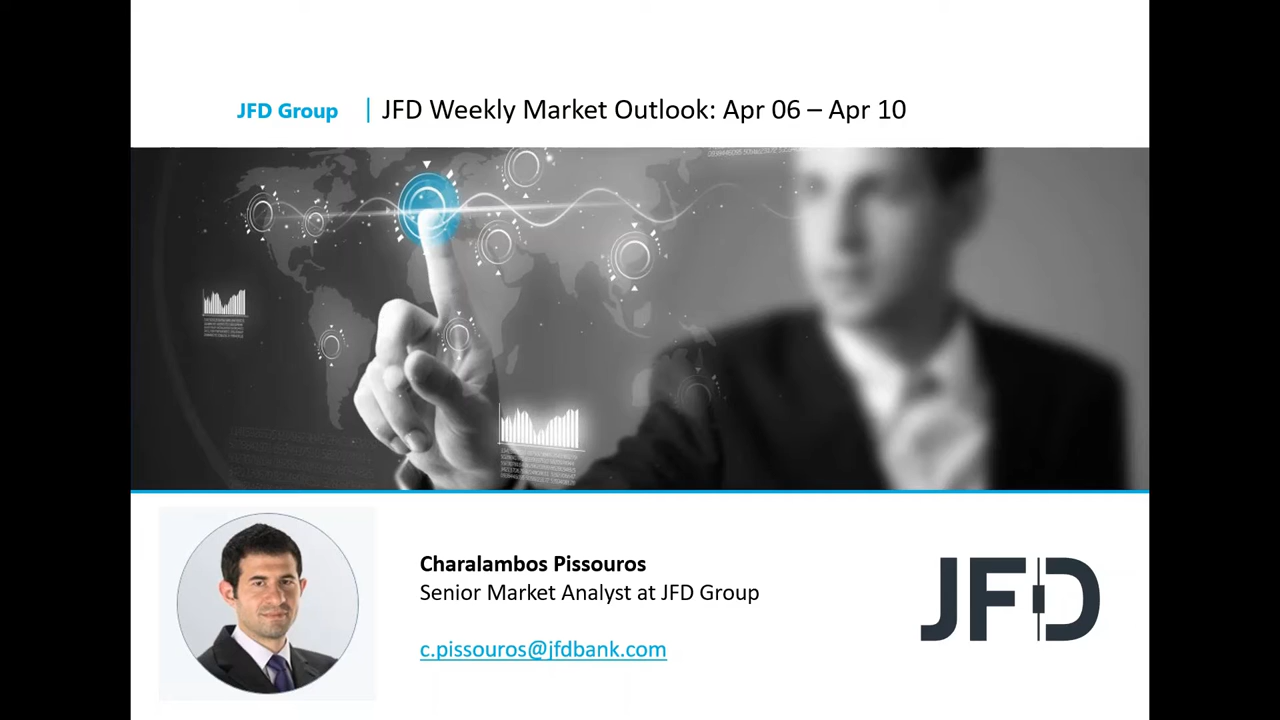 JFD Group | JFD Weekly Market Outlook: Apr 06 – Apr 10
Charalambos Pissouros
Senior Market Analyst at JFD Group
c.pissouros@jfdbank.com
JFD